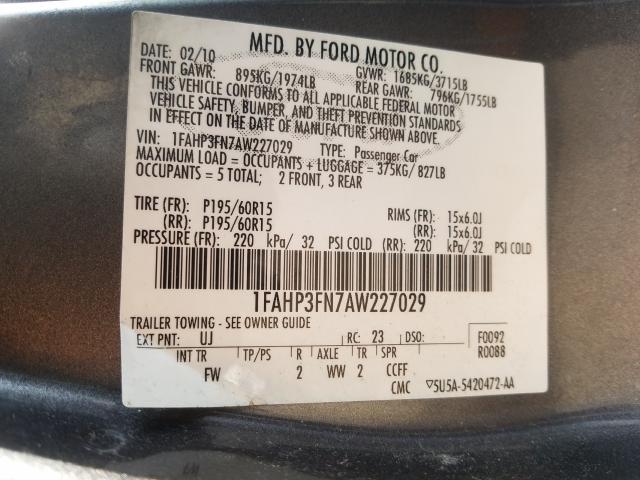 MFD. BY FORD MOTOR CO.
DATE: 02/10 GVWR: 1685KG/3715LB
FRONT GAWR: 895KG/1974LB REAR GAWR: 796KG/1755LB
THIS VEHICLE CONFORMS TO ALL APPLICABLE FEDERAL MOTOR
VEHICLE SAFETY, BUMPER, AND THEFT PREVENTION STANDARDS
IN EFFECT ON THE DATE OF MANUFACTURE SHOWN ABOVE.
VIN: 1FAHP3FN7AW227029 TYPE: Passenger Car
MAXIMUM LOAD = OCCUPANTS + LUGGAGE = 375KG/ 827LB
OCCUPANTS = 5 TOTAL; 2 FRONT, 3 REAR
TIRE (FR): P195/60R15 RIMS (FR): 15x6.0J
(RR): P195/60R15 (RR): 15x6.0J
PRESSURE (FR): 220 kPa/ 32 PSI COLD (RR): 220 kPa/ 32 PSI COLD
1FAHP3FN7AW227029
TRAILER TOWING - SEE OWNER GUIDE
EXT PNT: UJ RC: 23 DSO: F0092
INT TR TP/PS R AXLE TR SPR R0088
FW 2 WW 2 CCFF
CMC ▽5U5A-5420472-AA